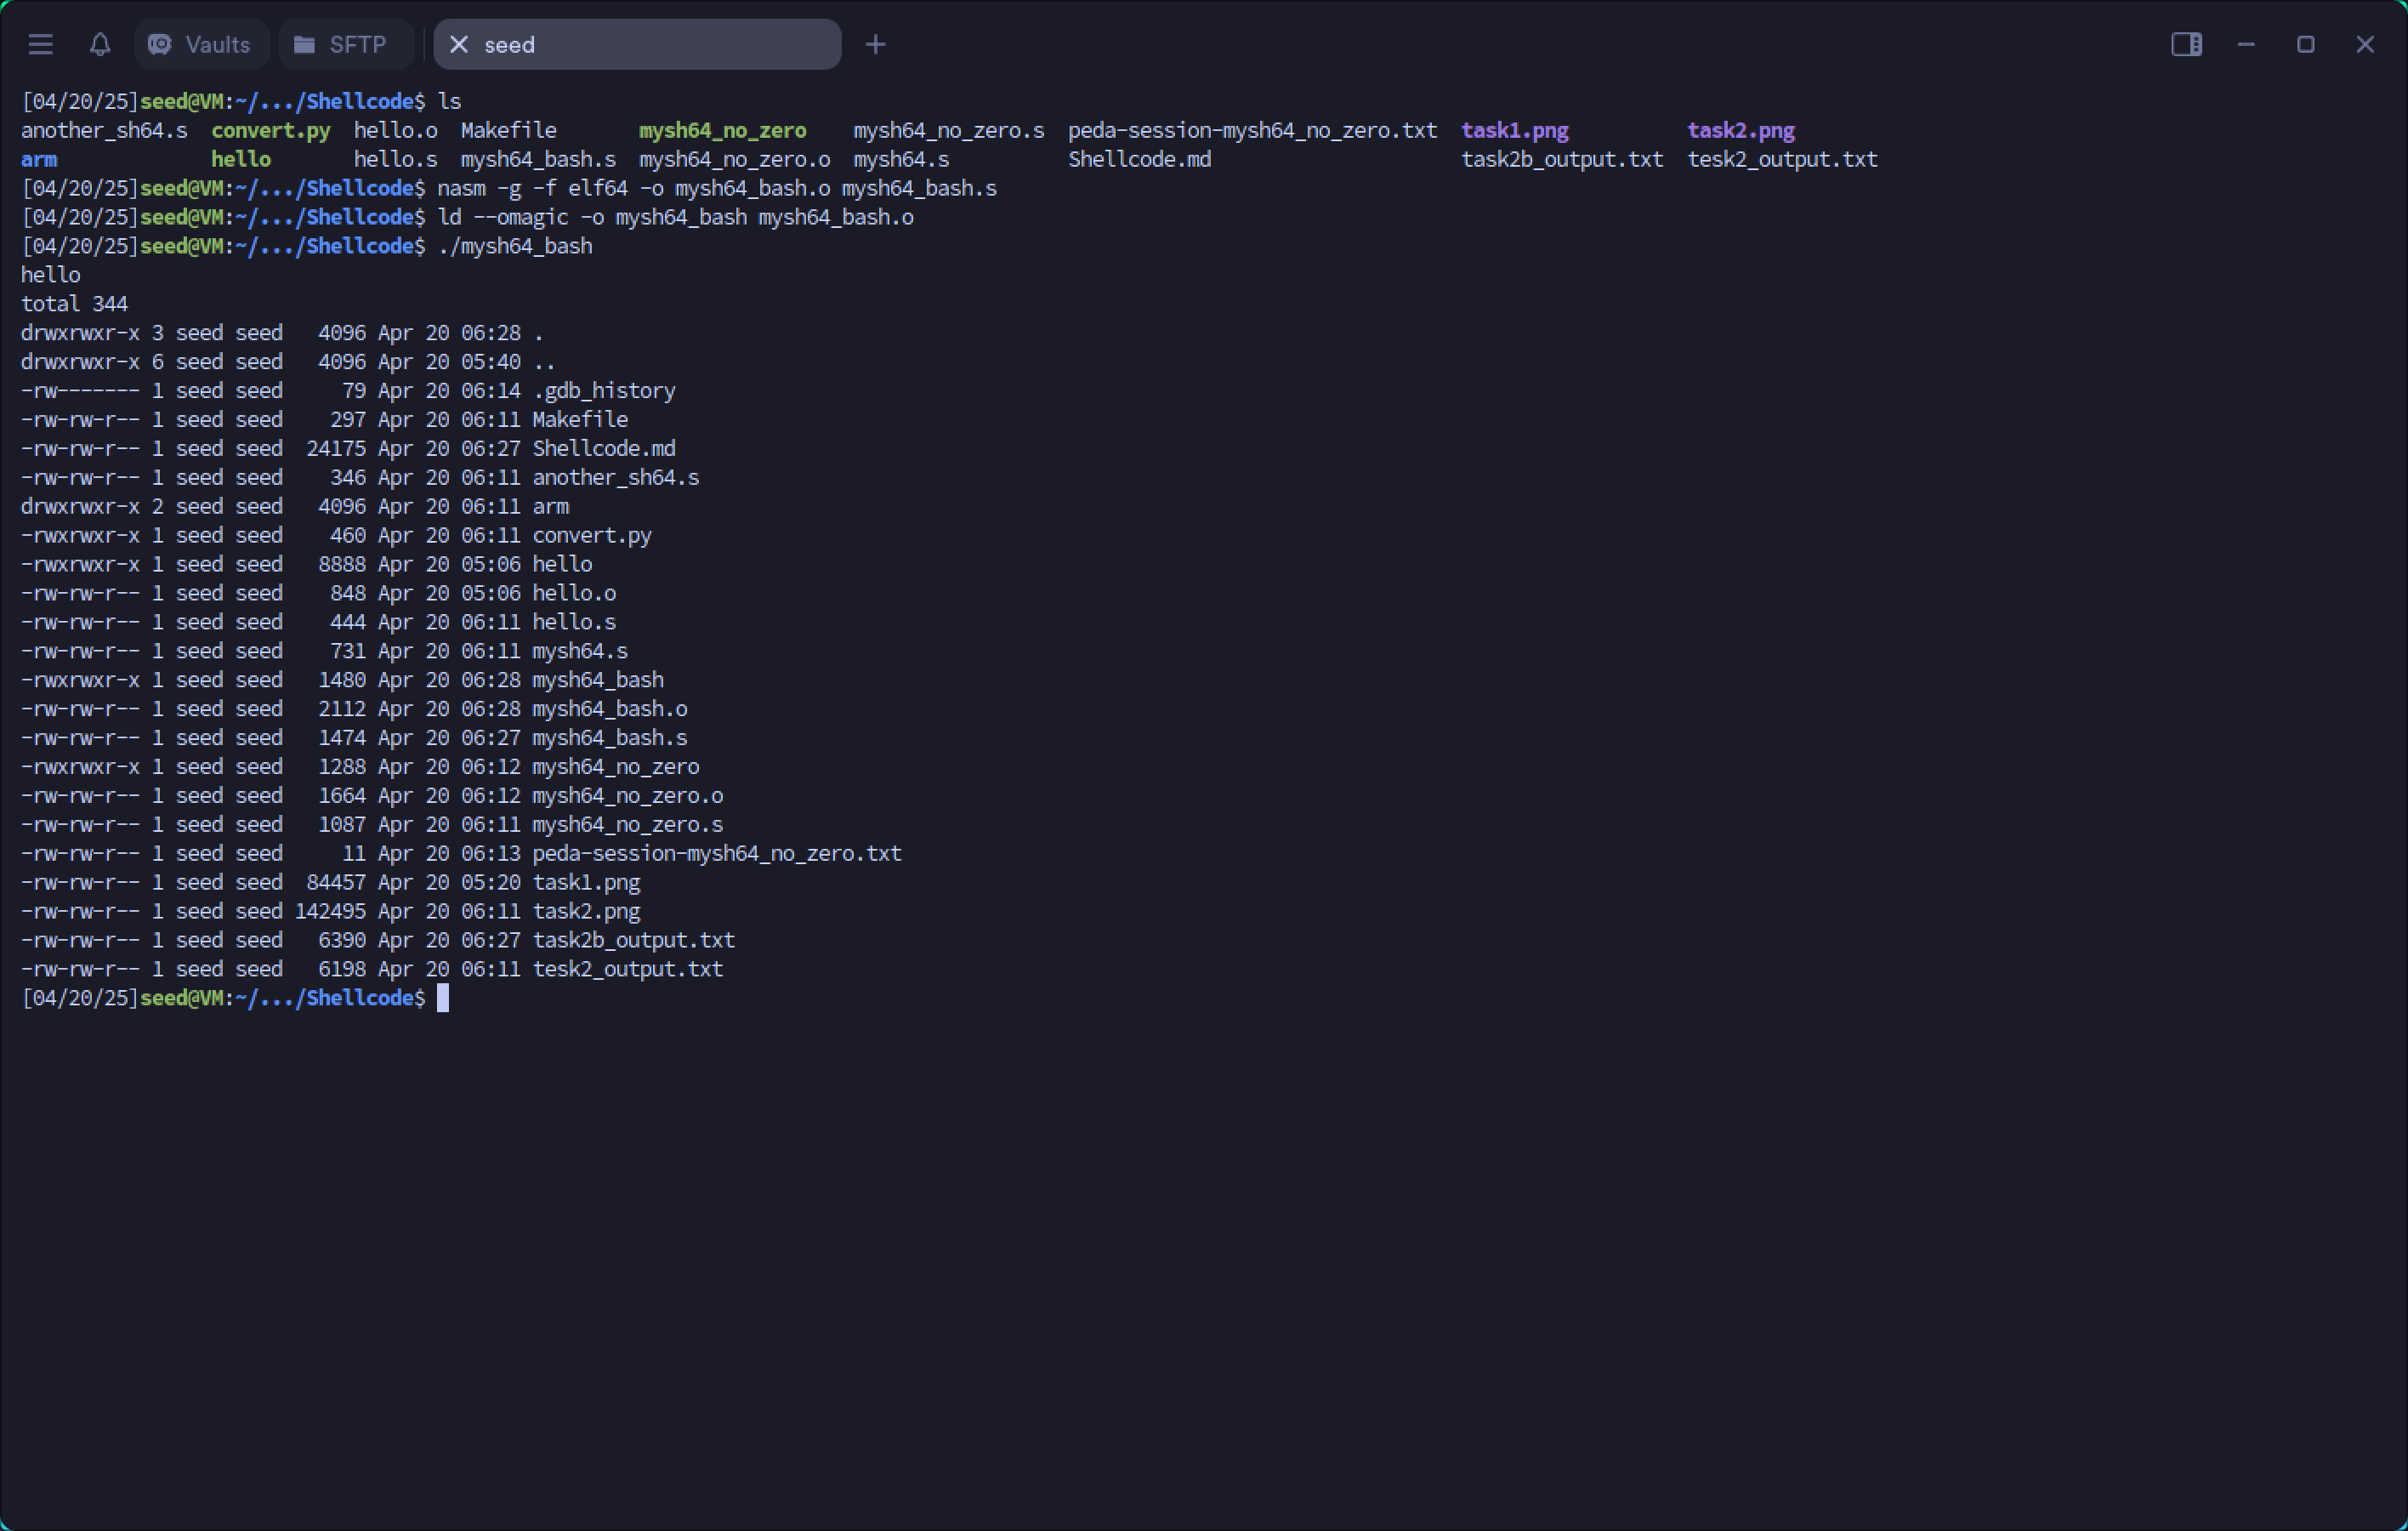 Vaults SFTP seed
[04/20/25]seed@VM:~/.../Shellcode$ ls
another_sh64.s  convert.py  hello.o  Makefile       mysh64_no_zero    mysh64_no_zero.s  peda-session-mysh64_no_zero.txt  task1.png          task2.png
arm             hello       hello.s  mysh64_bash.s  mysh64_no_zero.o  mysh64.s          Shellcode.md                     task2b_output.txt  tesk2_output.txt
[04/20/25]seed@VM:~/.../Shellcode$ nasm -g -f elf64 -o mysh64_bash.o mysh64_bash.s
[04/20/25]seed@VM:~/.../Shellcode$ ld --omagic -o mysh64_bash mysh64_bash.o
[04/20/25]seed@VM:~/.../Shellcode$ ./mysh64_bash
hello
total 344
drwxrwxr-x 3 seed seed   4096 Apr 20 06:28 .
drwxrwxr-x 6 seed seed   4096 Apr 20 05:40 ..
-rw------- 1 seed seed     79 Apr 20 06:14 .gdb_history
-rw-rw-r-- 1 seed seed    297 Apr 20 06:11 Makefile
-rw-rw-r-- 1 seed seed  24175 Apr 20 06:27 Shellcode.md
-rw-rw-r-- 1 seed seed    346 Apr 20 06:11 another_sh64.s
drwxrwxr-x 2 seed seed   4096 Apr 20 06:11 arm
-rwxrwxr-x 1 seed seed    460 Apr 20 06:11 convert.py
-rwxrwxr-x 1 seed seed   8888 Apr 20 05:06 hello
-rw-rw-r-- 1 seed seed    848 Apr 20 05:06 hello.o
-rw-rw-r-- 1 seed seed    444 Apr 20 06:11 hello.s
-rw-rw-r-- 1 seed seed    731 Apr 20 06:11 mysh64.s
-rwxrwxr-x 1 seed seed   1480 Apr 20 06:28 mysh64_bash
-rw-rw-r-- 1 seed seed   2112 Apr 20 06:28 mysh64_bash.o
-rw-rw-r-- 1 seed seed   1474 Apr 20 06:27 mysh64_bash.s
-rwxrwxr-x 1 seed seed   1288 Apr 20 06:12 mysh64_no_zero
-rw-rw-r-- 1 seed seed   1664 Apr 20 06:12 mysh64_no_zero.o
-rw-rw-r-- 1 seed seed   1087 Apr 20 06:11 mysh64_no_zero.s
-rw-rw-r-- 1 seed seed     11 Apr 20 06:13 peda-session-mysh64_no_zero.txt
-rw-rw-r-- 1 seed seed  84457 Apr 20 05:20 task1.png
-rw-rw-r-- 1 seed seed 142495 Apr 20 06:11 task2.png
-rw-rw-r-- 1 seed seed   6390 Apr 20 06:27 task2b_output.txt
-rw-rw-r-- 1 seed seed   6198 Apr 20 06:11 tesk2_output.txt
[04/20/25]seed@VM:~/.../Shellcode$